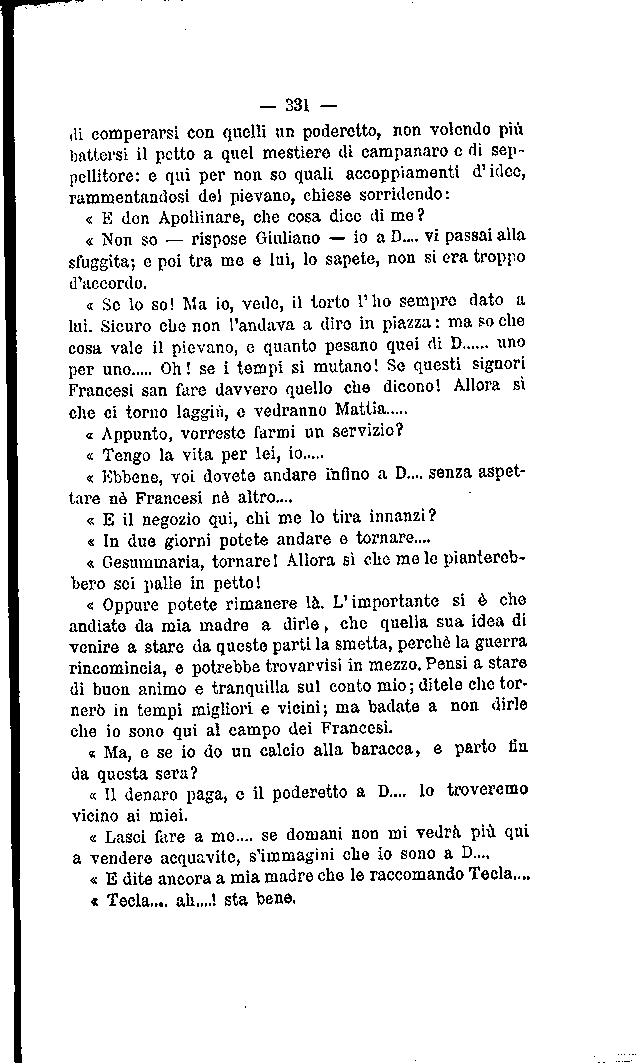 — 331 —
di comperarsi con quelli un poderetto, non volendo più
battersi il petto a quel mestiere di campanaro e di sep-
pellitore: e qui per non so quali accoppiamenti d'idee,
rammentandosi del pievano, chiese sorridendo:
« E don Apollinare, che cosa dice di me?
« Non so — rispose Giuliano — io a D.... vi passai alla
sfuggita; e poi tra me e lui, lo sapete, non si era troppo
d'accordo.
« Se lo so! Ma io, vede, il torto l'ho sempre dato a
lui. Sicuro che non l'andava a dire in piazza: ma so che
cosa vale il pievano, e quanto pesano quei di D...... uno
per uno..... Oh! se i tempi si mutano! Se questi signori
Francesi san fare davvero quello che dicono! Allora sì
che ci torno laggiù, e vedranno Mattia.....
« Appunto, vorreste farmi un servizio?
« Tengo la vita per lei, io.....
« Ebbene, voi dovete andare infino a D.... senza aspet-
tare nè Francesi nè altro....
« E il negozio qui, chi me lo tira innanzi?
« In due giorni potete andare e tornare....
« Gesummaria, tornare! Allora sì che me le piantereb-
bero sei palle in petto!
« Oppure potete rimanere là. L'importante si è che
andiate da mia madre a dirle, che quella sua idea di
venire a stare da queste parti la smetta, perchè la guerra
rincomincia, e potrebbe trovarvisi in mezzo. Pensi a stare
di buon animo e tranquilla sul conto mio; ditele che tor-
nerò in tempi migliori e vicini; ma badate a non dirle
che io sono qui al campo dei Francesi.
« Ma, e se io do un calcio alla baracca, e parto fin
da questa sera?
« Il denaro paga, e il poderetto a D.... lo troveremo
vicino ai miei.
« Lasci fare a me.... se domani non mi vedrà più qui
a vendere acquavite, s'immagini che io sono a D....
« E dite ancora a mia madre che le raccomando Tecla....
« Tecla.... ah....! sta bene.